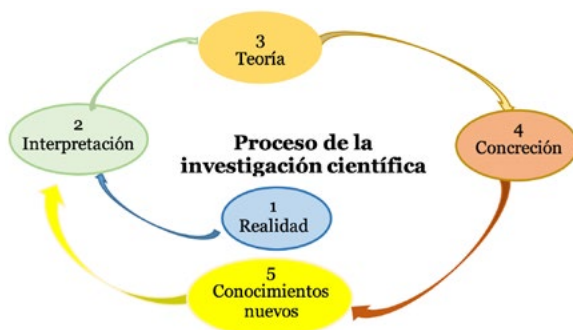 3
Teoría
2
Interpretación
4
Concreción
Proceso de la
investigación científica
1
Realidad
5
Conocimientos
nuevos